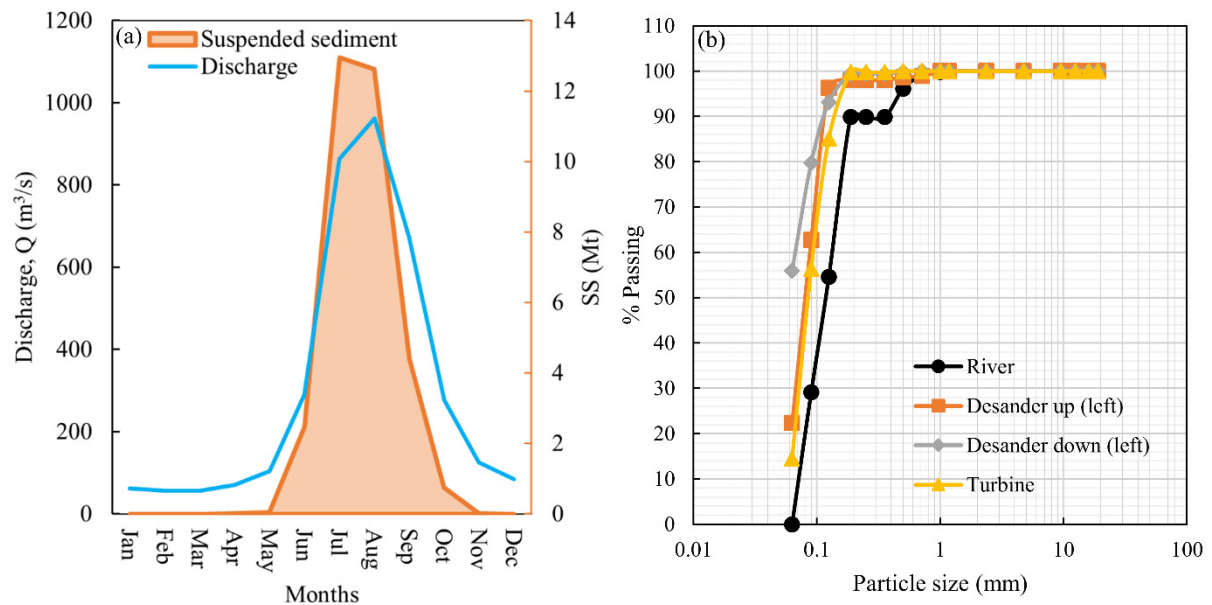 (a)
Suspended sediment
Discharge
1200
1000
800
600
400
200
0
Discharge, Q (m³/s)
14
12
10
8
6
4
2
0
SS (Mt)
Jan
Feb
Mar
Apr
May
Jun
Jul
Aug
Sep
Oct
Nov
Dec
Months
(b)
110
100
90
80
70
60
50
40
30
20
10
0
% Passing
River
Desander up (left)
Desander down (left)
Turbine
0.01
0.1
1
10
100
Particle size (mm)